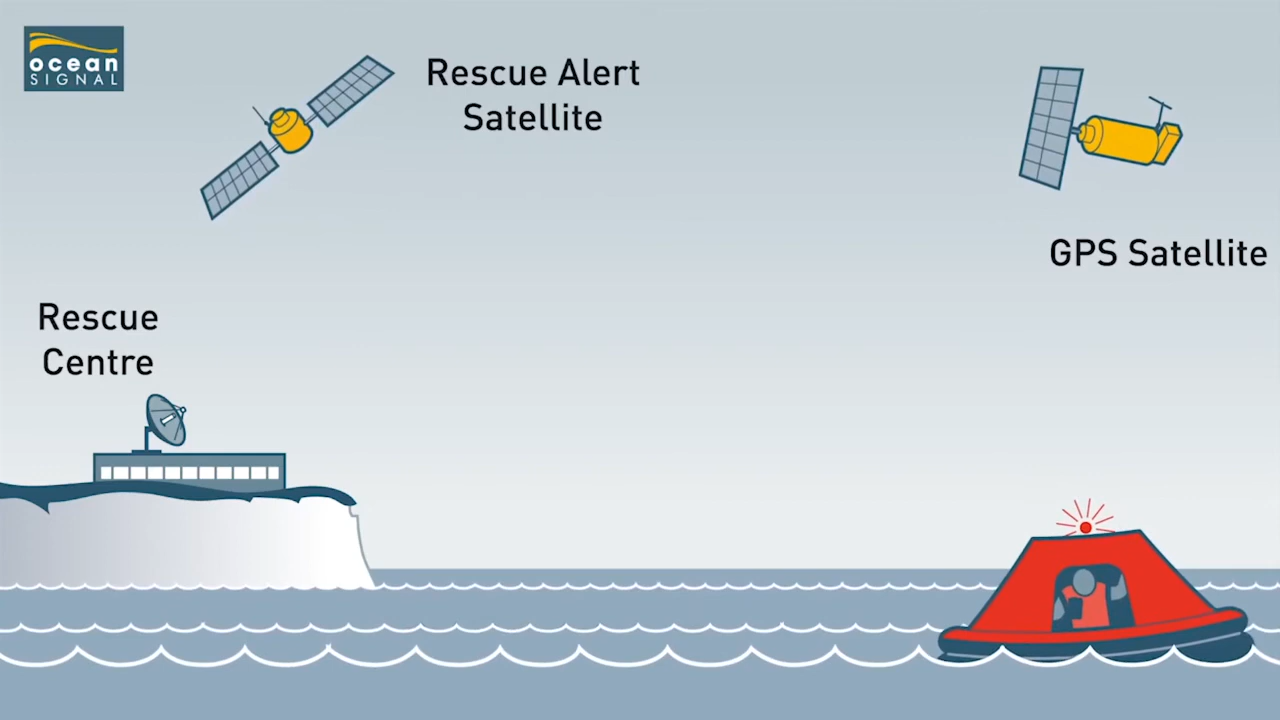 ocean
SIGNAL
Rescue Alert
Satellite
GPS Satellite
Rescue
Centre